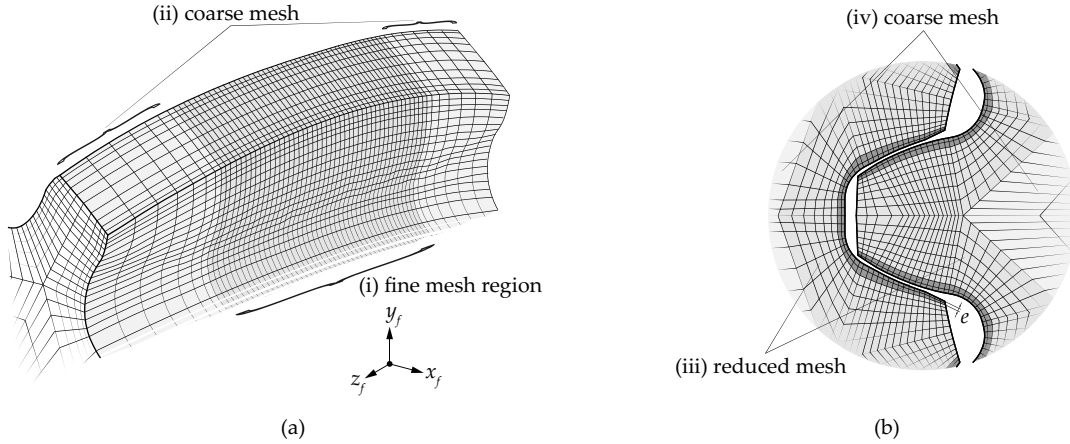 (ii) coarse mesh
(i) fine mesh region
y_f
z_f
x_f
(a)
(iv) coarse mesh
e
(iii) reduced mesh
(b)